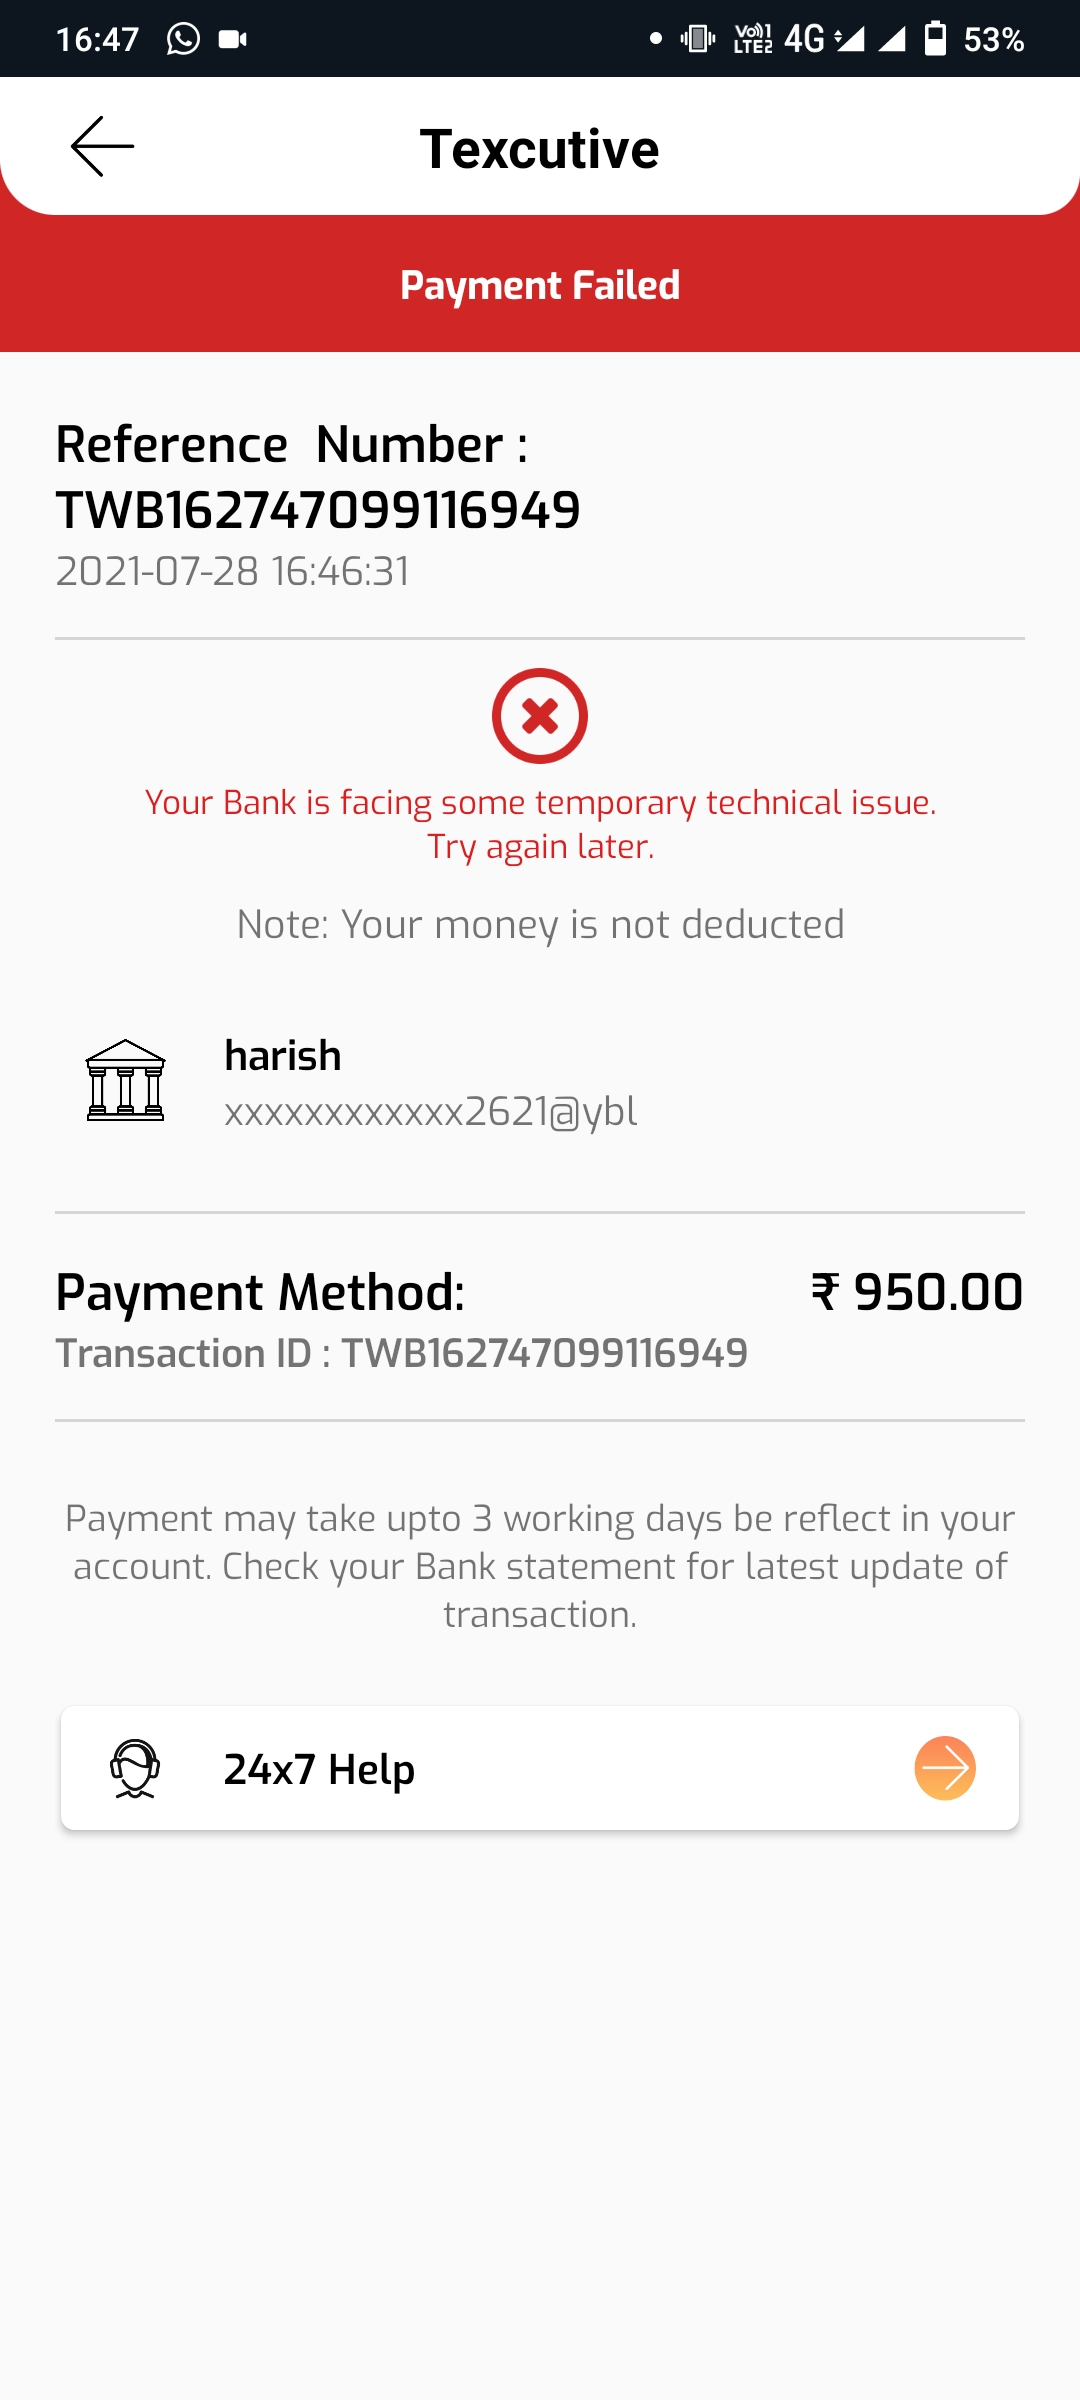 16:47 Vo)) 1 LTE2 4G 53%
Texcutive
Payment Failed
Reference Number :
TWB162747099116949
2021-07-28 16:46:31
Your Bank is facing some temporary technical issue.
Try again later.
Note: Your money is not deducted
harish
xxxxxxxxxxxx2621@ybl
Payment Method: ₹ 950.00
Transaction ID : TWB162747099116949
Payment may take upto 3 working days be reflect in your
account. Check your Bank statement for latest update of
transaction.
24x7 Help